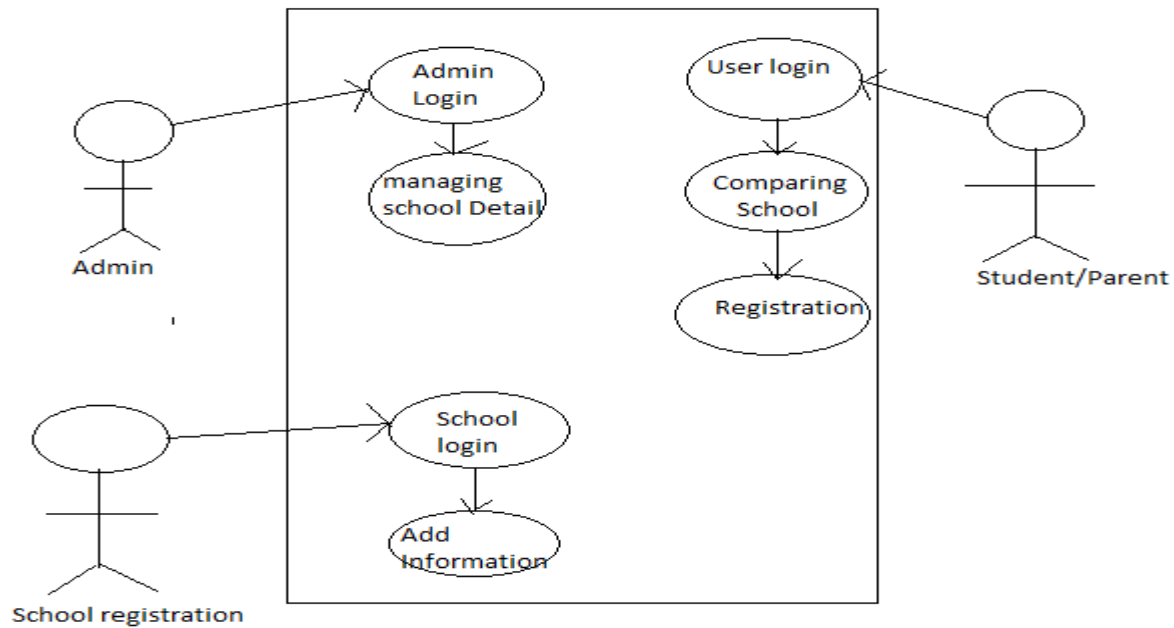 Admin
Login
User login
managing
school Detail
Comparing
School
Admin
Student/Parent
Registration
School
login
Add
Information
School registration